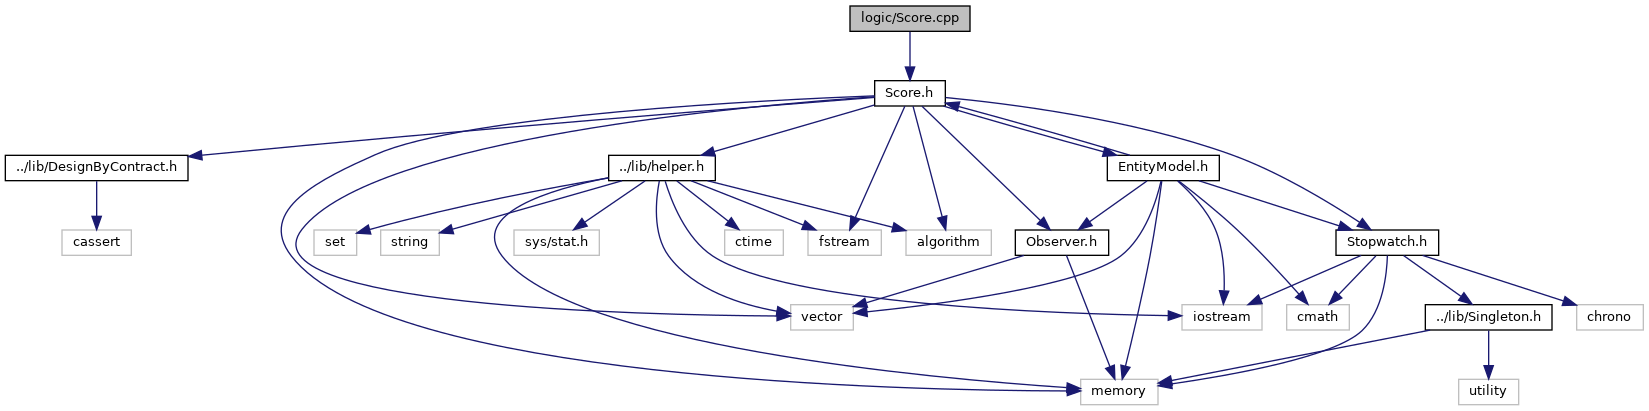 logic/Score.cpp
Score.h
../lib/DesignByContract.h
../lib/helper.h
EntityModel.h
cassert
set
string
sys/stat.h
ctime
fstream
algorithm
Observer.h
Stopwatch.h
vector
iostream
cmath
../lib/Singleton.h
chrono
memory
utility